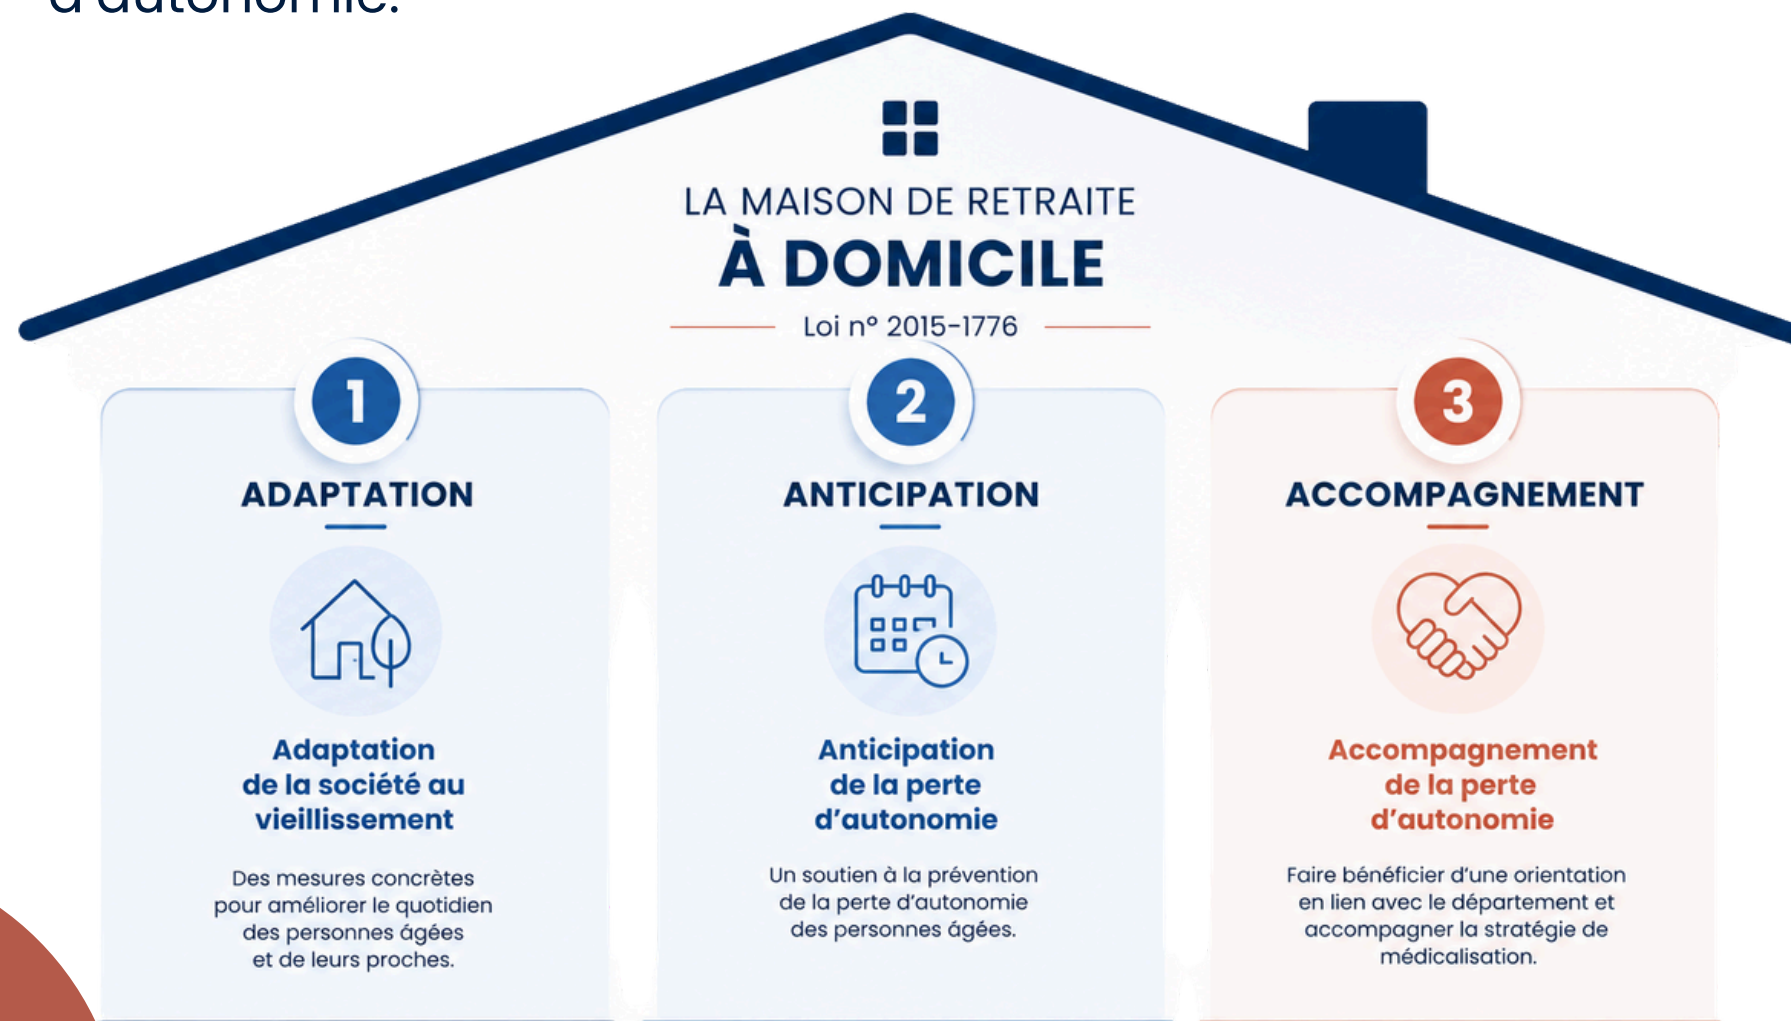 d'autonomie.
LA MAISON DE RETRAITE
À DOMICILE
Loi n° 2015-1776
1
ADAPTATION
Adaptation
de la société au
vieillissement
Des mesures concrètes
pour améliorer le quotidien
des personnes ágées
et de leurs proches.
2
ANTICIPATION
Anticipation
de la perte
d’autonomie
Un soutien à la prévention
de la perte d’autonomie
des personnes ágées.
3
ACCOMPAGNEMENT
Accompagnement
de la perte
d’autonomie
Faire bénéficier d’une orientation
en lien avec le département et
accompagner la stratégie de
médicalisation.